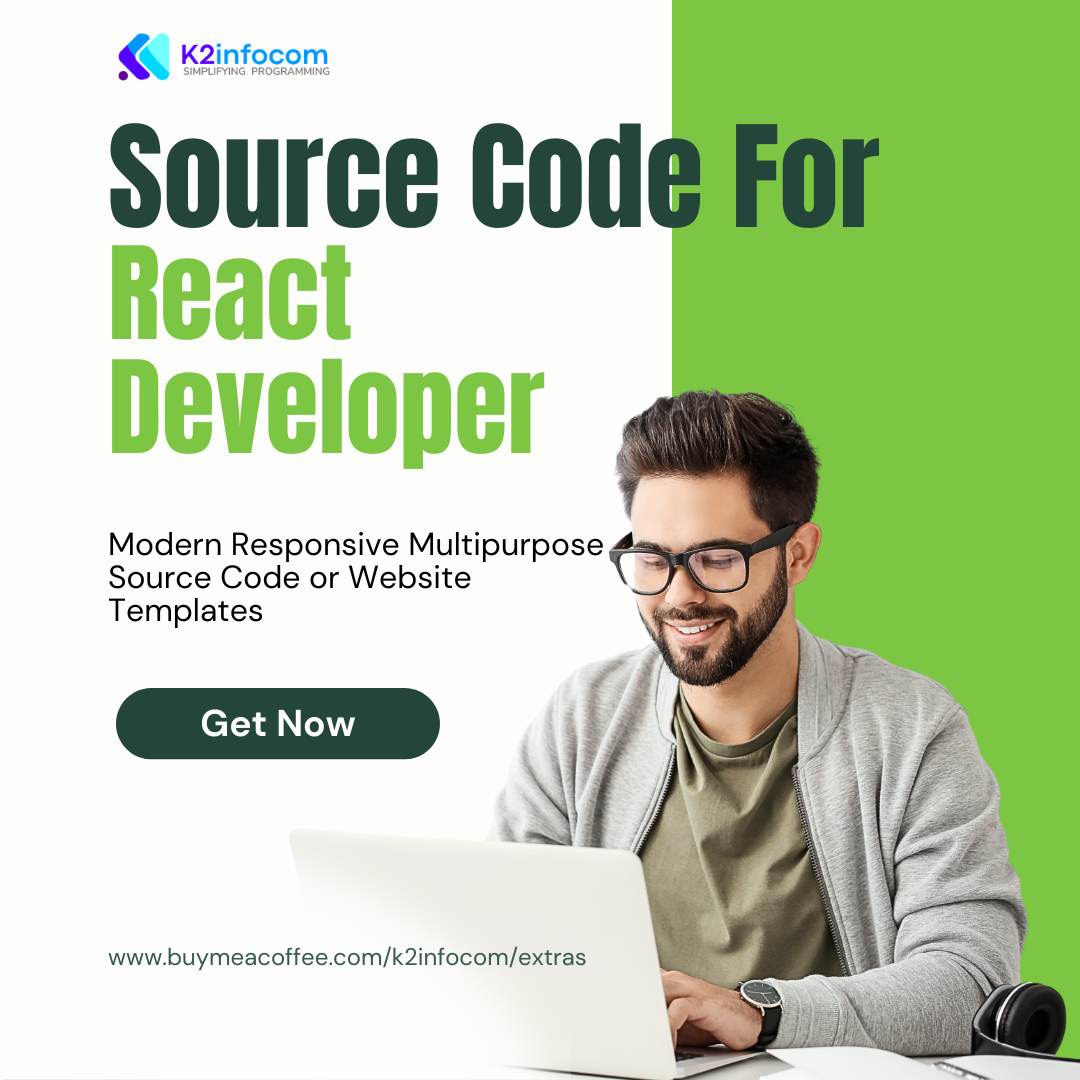 K2infocom
SIMPLIFYING PROGRAMMING
Source Code For
React
Developer
Modern Responsive Multipurpose
Source Code or Website
Templates
Get Now
www.buymeacoffee.com/k2infocom/extras